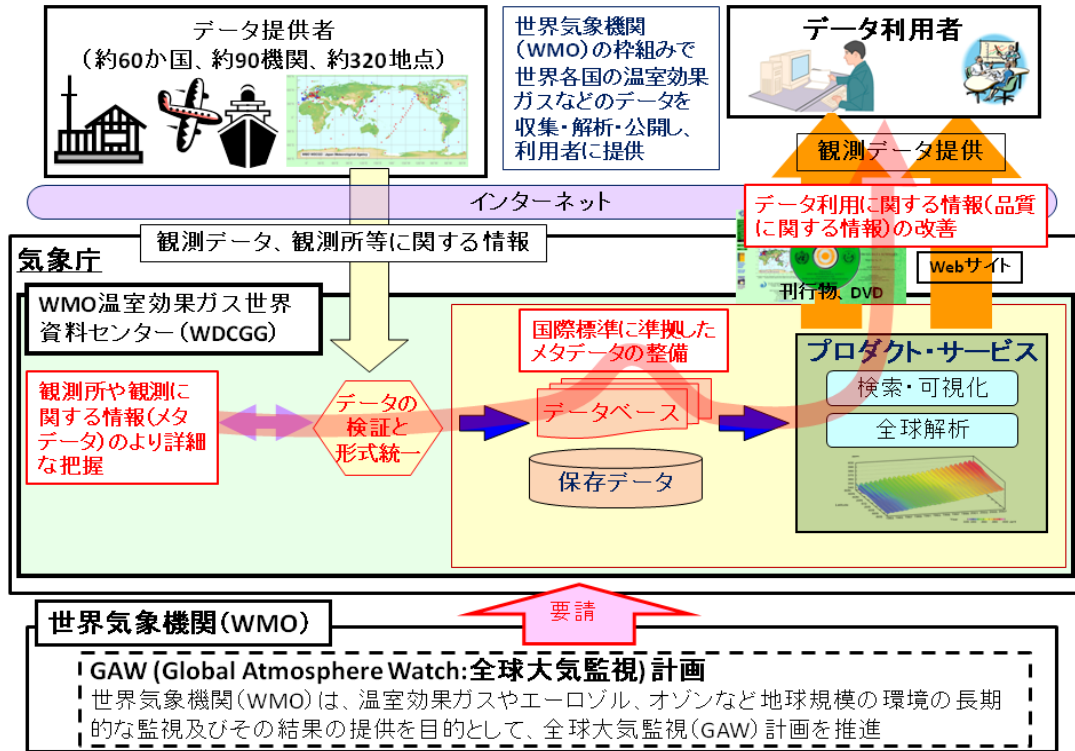 データ提供者
（約60か国、約90機関、約320地点）
世界気象機関
（WMO）の枠組みで
世界各国の温室効果
ガスなどのデータを
収集・解析・公開し、
利用者に提供
データ利用者
観測データ提供
インターネット
データ利用に関する情報（品質
に関する情報）の改善
観測データ、観測所等に関する情報
気象庁
Webサイト
刊行物、DVD
WMO温室効果ガス世界
資料センター（WDCGG）
国際標準に準拠した
メタデータの整備
プロダクト・サービス
検索・可視化
全球解析
観測所や観測に
関する情報（メタ
データ）のより詳細
な把握
データの
検証と
形式統一
データベース
保存データ
要請
世界気象機関（WMO）
GAW (Global Atmosphere Watch:全球大気監視）計画
世界気象機関（WMO）は、温室効果ガスやエーロゾル、オゾンなど地球規模の環境の長期
的な監視及びその結果の提供を目的として、全球大気監視（GAW）計画を推進